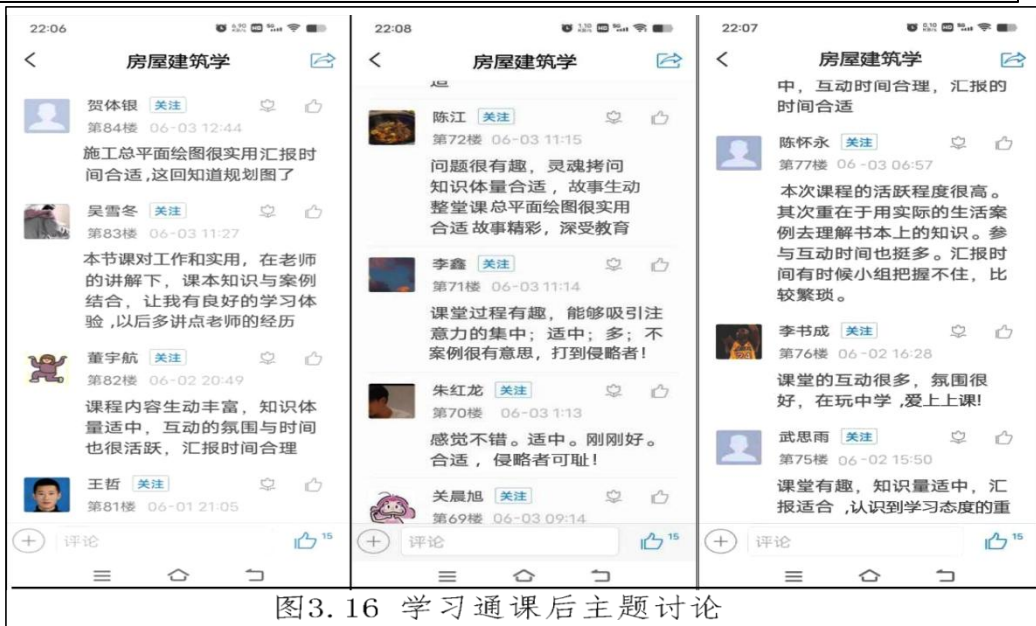 22:06
房屋建筑学
贺体银 关注
第84楼 06-03 12:44
施工总平面绘图很实用汇报时
间合适,这回知道规划图了
吴雪冬 关注
第83楼 06-03 11:27
本节课对工作和实用，在老师
的讲解下，课本知识与案例
结合，让我有良好的学习体
验,以后多讲点老师的经历
董宇航 关注
第82楼 06-02 20:49
课程内容生动丰富，知识体
量适中，互动的氛围与时间
也很活跃，汇报时间合理
王哲 关注
第81楼 06-01 21:05
评论
15
22:08
房屋建筑学
陈江 关注
第72楼 06-03 11:15
问题很有趣，灵魂拷问
知识体量合适，故事生动
整堂课总平面绘图很实用
合适故事精彩，深受教育
李鑫 关注
第71楼 06-03 11:14
课堂过程有趣，能够吸引注
意力的集中；适中；多；不
案例很有意思，打到侵略者！
朱红龙 关注
第70楼 06-03 1:13
感觉不错。适中。刚刚好。
合适，侵略者可耻！
关晨旭 关注
第69楼 06-03 09:14
评论
15
22:07
房屋建筑学
中，互动时间合理，汇报的
时间合适
陈怀永 关注
第77楼 06-03 06:57
本次课程的活跃程度很高。
其次重在于用实际的生活案
例去理解书本上的知识。参
与互动时间也挺多。汇报时
间有时候小组把握不住，比
较繁琐。
李书成 关注
第76楼 06-02 16:28
课堂的互动很多，氛围很
好，在玩中学,爱上上课!
武思雨 关注
第75楼 06-02 15:50
课堂有趣，知识量适中，汇
报适合,认识到学习态度的重
评论
15
图3.16 学习通课后主题讨论